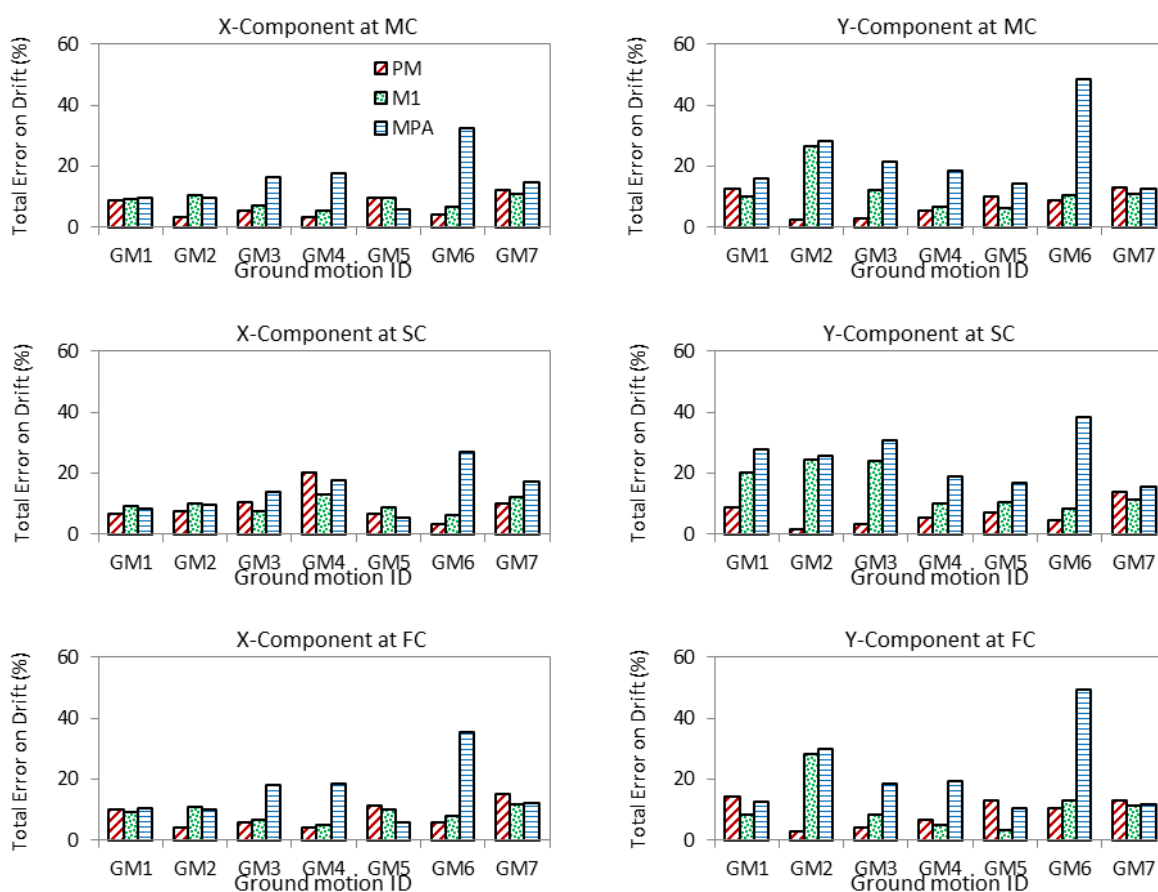 X-Component at MC
Total Error on Drift (%)
60
40
20
0
PM
M1
MPA
GM1 GM2 GM3 GM4 GM5 GM6 GM7
Ground motion ID
Y-Component at MC
Total Error on Drift (%)
60
40
20
0
GM1 GM2 GM3 GM4 GM5 GM6 GM7
Ground motion ID
X-Component at SC
Total Error on Drift (%)
60
40
20
0
GM1 GM2 GM3 GM4 GM5 GM6 GM7
Ground motion ID
Y-Component at SC
Total Error on Drift (%)
60
40
20
0
GM1 GM2 GM3 GM4 GM5 GM6 GM7
Ground motion ID
X-Component at FC
Total Error on Drift (%)
60
40
20
0
GM1 GM2 GM3 GM4 GM5 GM6 GM7
Ground motion ID
Y-Component at FC
Total Error on Drift (%)
60
40
20
0
GM1 GM2 GM3 GM4 GM5 GM6 GM7
Ground motion ID